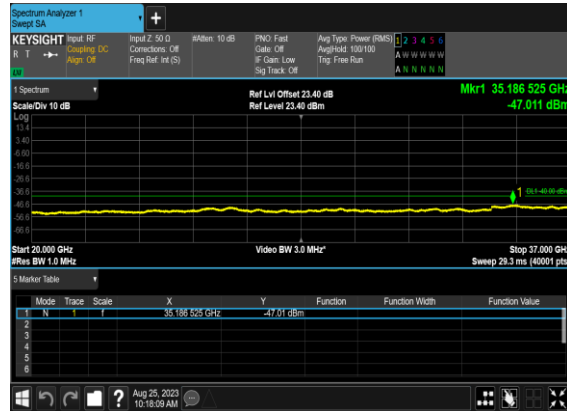 Spectrum Analyzer 1
Swept SA
+
KEYSIGHT
R T
Input: RF
Coupling: DC
Align: Off
Input Z: 50 Ω
Corrections: Off
Freq Ref: Int (S)
#Atten: 10 dB
PNO: Fast
Gate: Off
IF Gain: Low
Sig Track: Off
Avg Type: Power (RMS)
Avg|Hold: 100/100
Trig: Free Run
1 2 3 4 5 6
A W W W W W
A N N N N N
1 Spectrum
Scale/Div 10 dB
Log
Ref Lvl Offset 23.40 dB
Ref Level 23.40 dBm
Mkr1 35.186 525 GHz
-47.011 dBm
13.4
3.40
-6.60
-16.6
-26.6
-36.6
-46.6
-56.6
-66.6
1
Start 20.000 GHz
#Res BW 1.0 MHz
Video BW 3.0 MHz*
Stop 37.000 GHz
Sweep 29.3 ms (40001 pts)
5 Marker Table
Mode Trace Scale X Y Function Function Width Function Value
1 N 1 f 35.186 525 GHz -47.01 dBm
2
3
4
5
6
?
Aug 25, 2023
10:18:09 AM